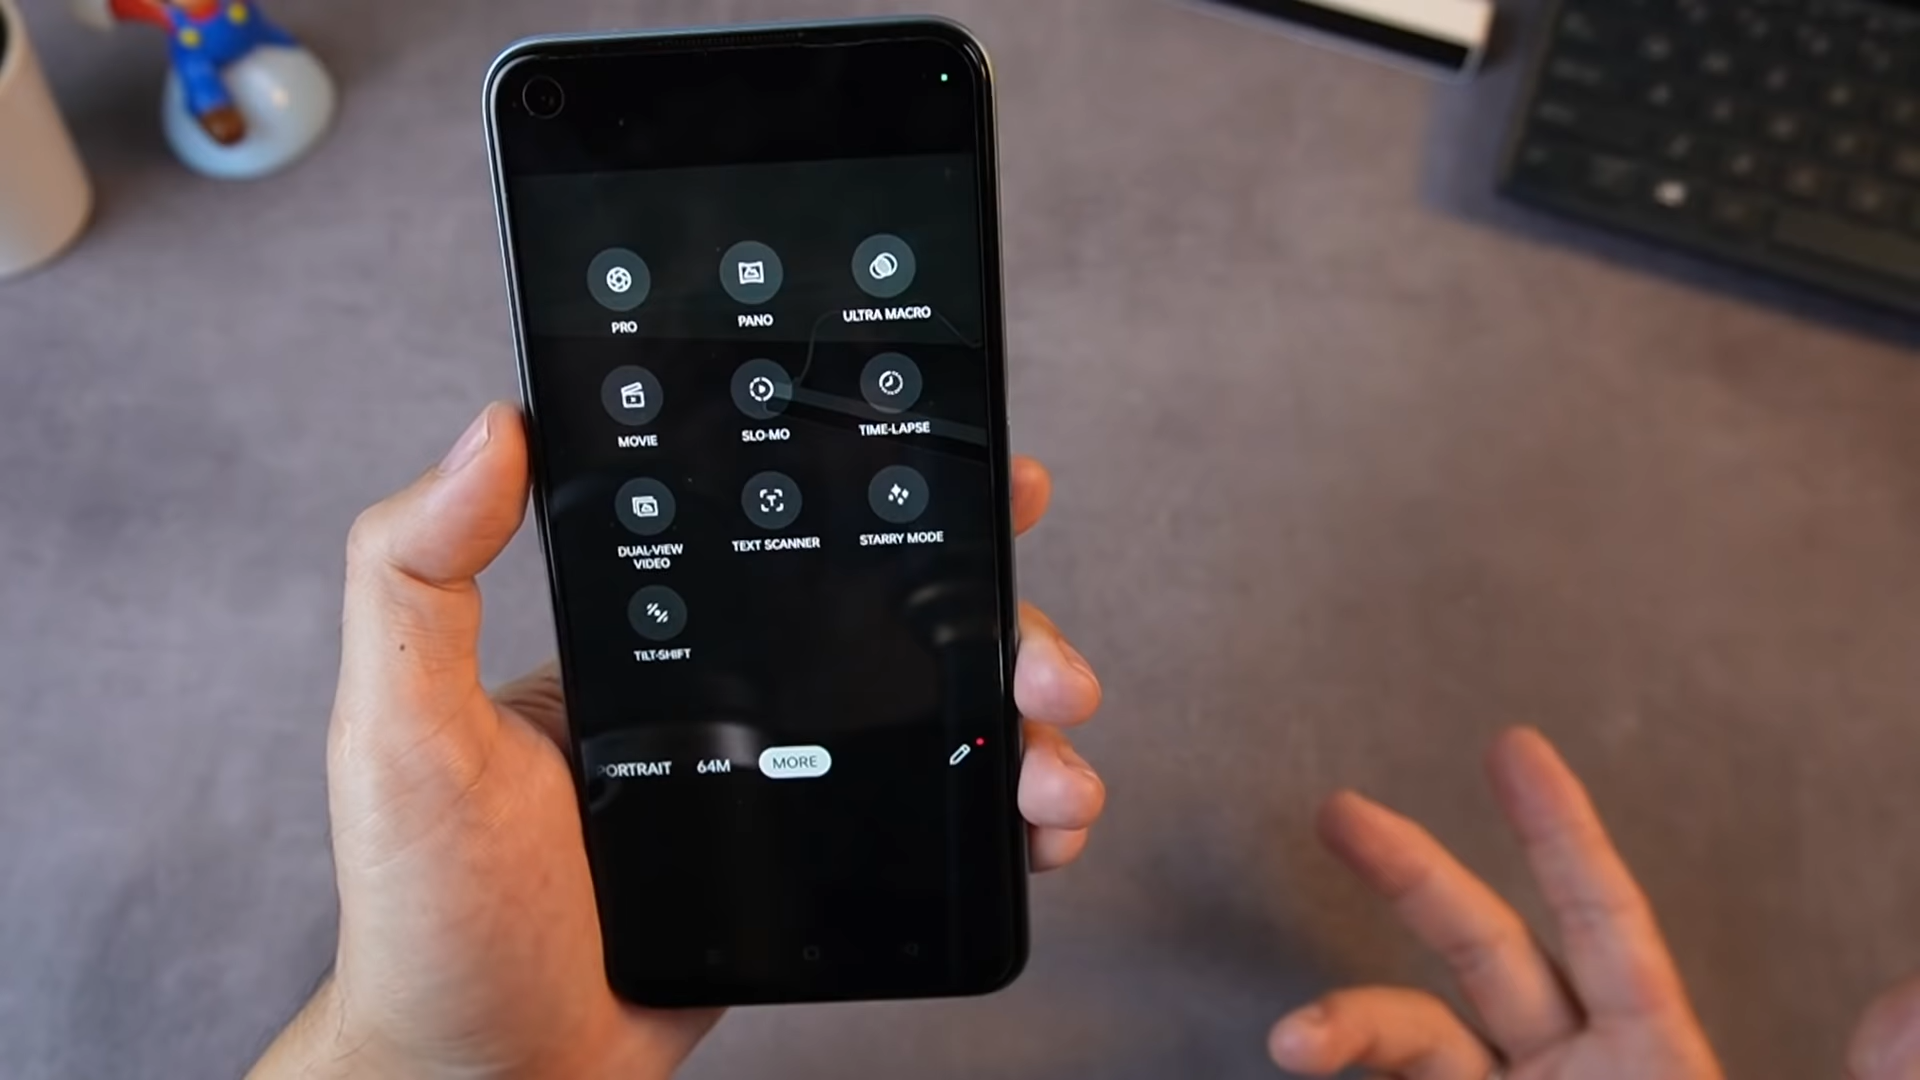 PRO
PANO
ULTRA MACRO
MOVIE
SLO-MO
TIME-LAPSE
DUAL-VIEW
VIDEO
TEXT SCANNER
STARRY MODE
TILT-SHIFT
PORTRAIT
64M
MORE